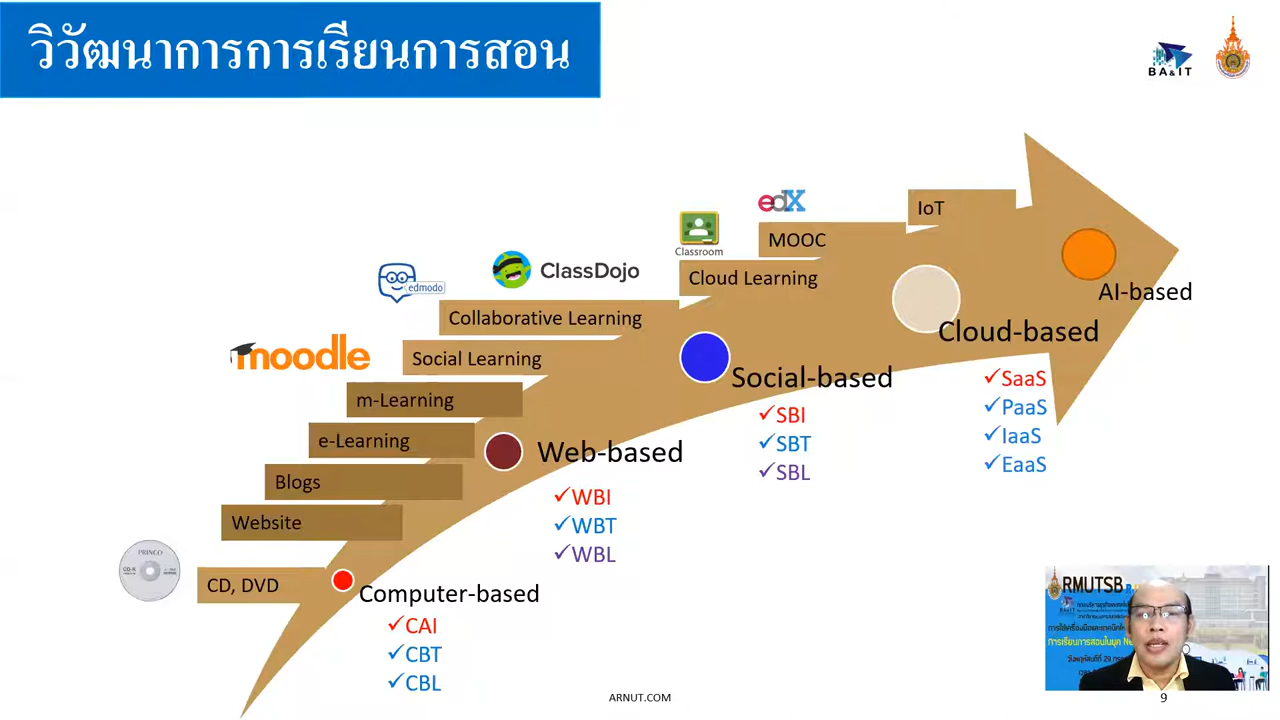 วิวัฒนาการการเรียนการสอน
BA&IT
IoT
edX
MOOC
Classroom
Cloud Learning
AI-based
ClassDojo
edmodo
Collaborative Learning
Cloud-based
moodle
Social Learning
Social-based
✓SaaS
✓PaaS
✓IaaS
✓EaaS
m-Learning
✓SBI
✓SBT
✓SBL
e-Learning
Web-based
✓WBI
✓WBT
✓WBL
Blogs
Website
PRINCO
CD-R
CD, DVD
Computer-based
✓CAI
✓CBT
✓CBL
RMUTSB
ARNUT.COM
9